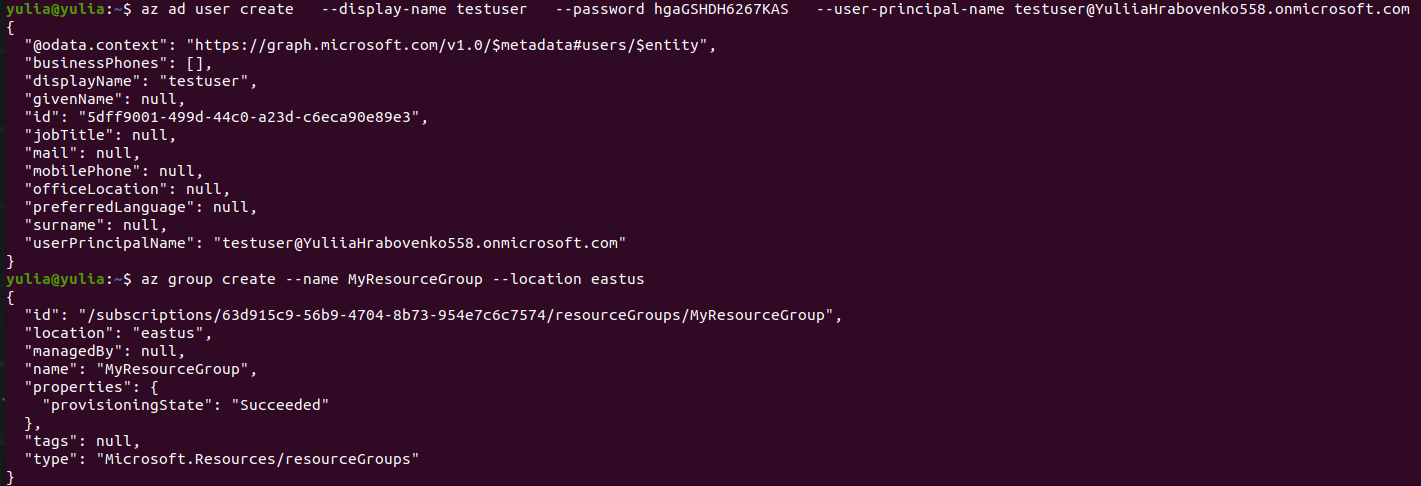 yulia@yulia:~$ az ad user create   --display-name testuser   --password hgaGSHDH6267KAS   --user-principal-name testuser@YuliiaHrabovenko558.onmicrosoft.com
{
  "@odata.context": "https://graph.microsoft.com/v1.0/$metadata#users/$entity",
  "businessPhones": [],
  "displayName": "testuser",
  "givenName": null,
  "id": "5dff9001-499d-44c0-a23d-c6eca90e89e3",
  "jobTitle": null,
  "mail": null,
  "mobilePhone": null,
  "officeLocation": null,
  "preferredLanguage": null,
  "surname": null,
  "userPrincipalName": "testuser@YuliiaHrabovenko558.onmicrosoft.com"
}
yulia@yulia:~$ az group create --name MyResourceGroup --location eastus
{
  "id": "/subscriptions/63d915c9-56b9-4704-8b73-954e7c6c7574/resourceGroups/MyResourceGroup",
  "location": "eastus",
  "managedBy": null,
  "name": "MyResourceGroup",
  "properties": {
    "provisioningState": "Succeeded"
  },
  "tags": null,
  "type": "Microsoft.Resources/resourceGroups"
}